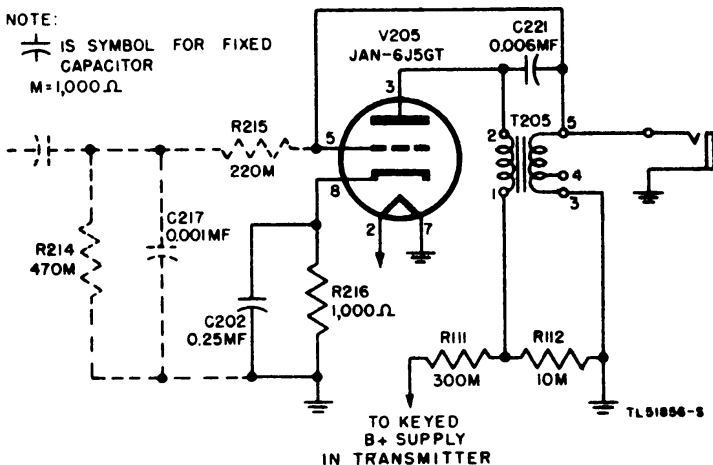 NOTE:
IS SYMBOL FOR FIXED
CAPACITOR
M=1,000Ω
V205
JAN-6J5GT
C221
0.006MF
3
T205
R215
5
220M
8
2
5
1
4
3
C217
0.001MF
R214
470M
2
7
R216
1,000Ω
C202
0.25MF
R111
300M
R112
10M
TL51856-S
TO KEYED
B+ SUPPLY
IN TRANSMITTER